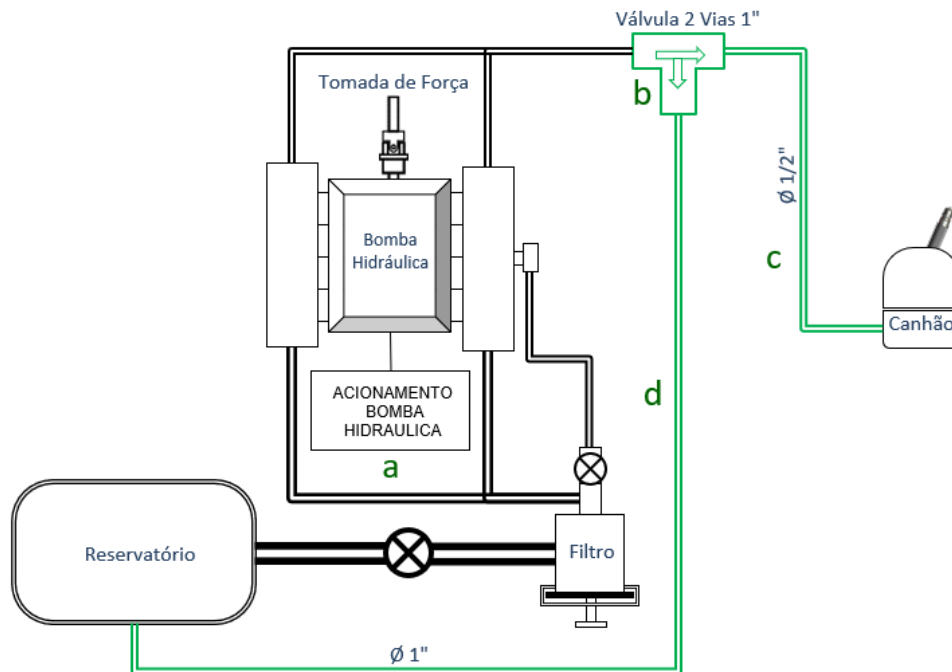 Válvula 2 Vias 1"
Tomada de Força
b
Ø 1/2"
Bomba
Hidráulica
c
Canhão
ACIONAMENTO
BOMBA
HIDRAULICA
d
a
Reservatório
Filtro
Ø 1"